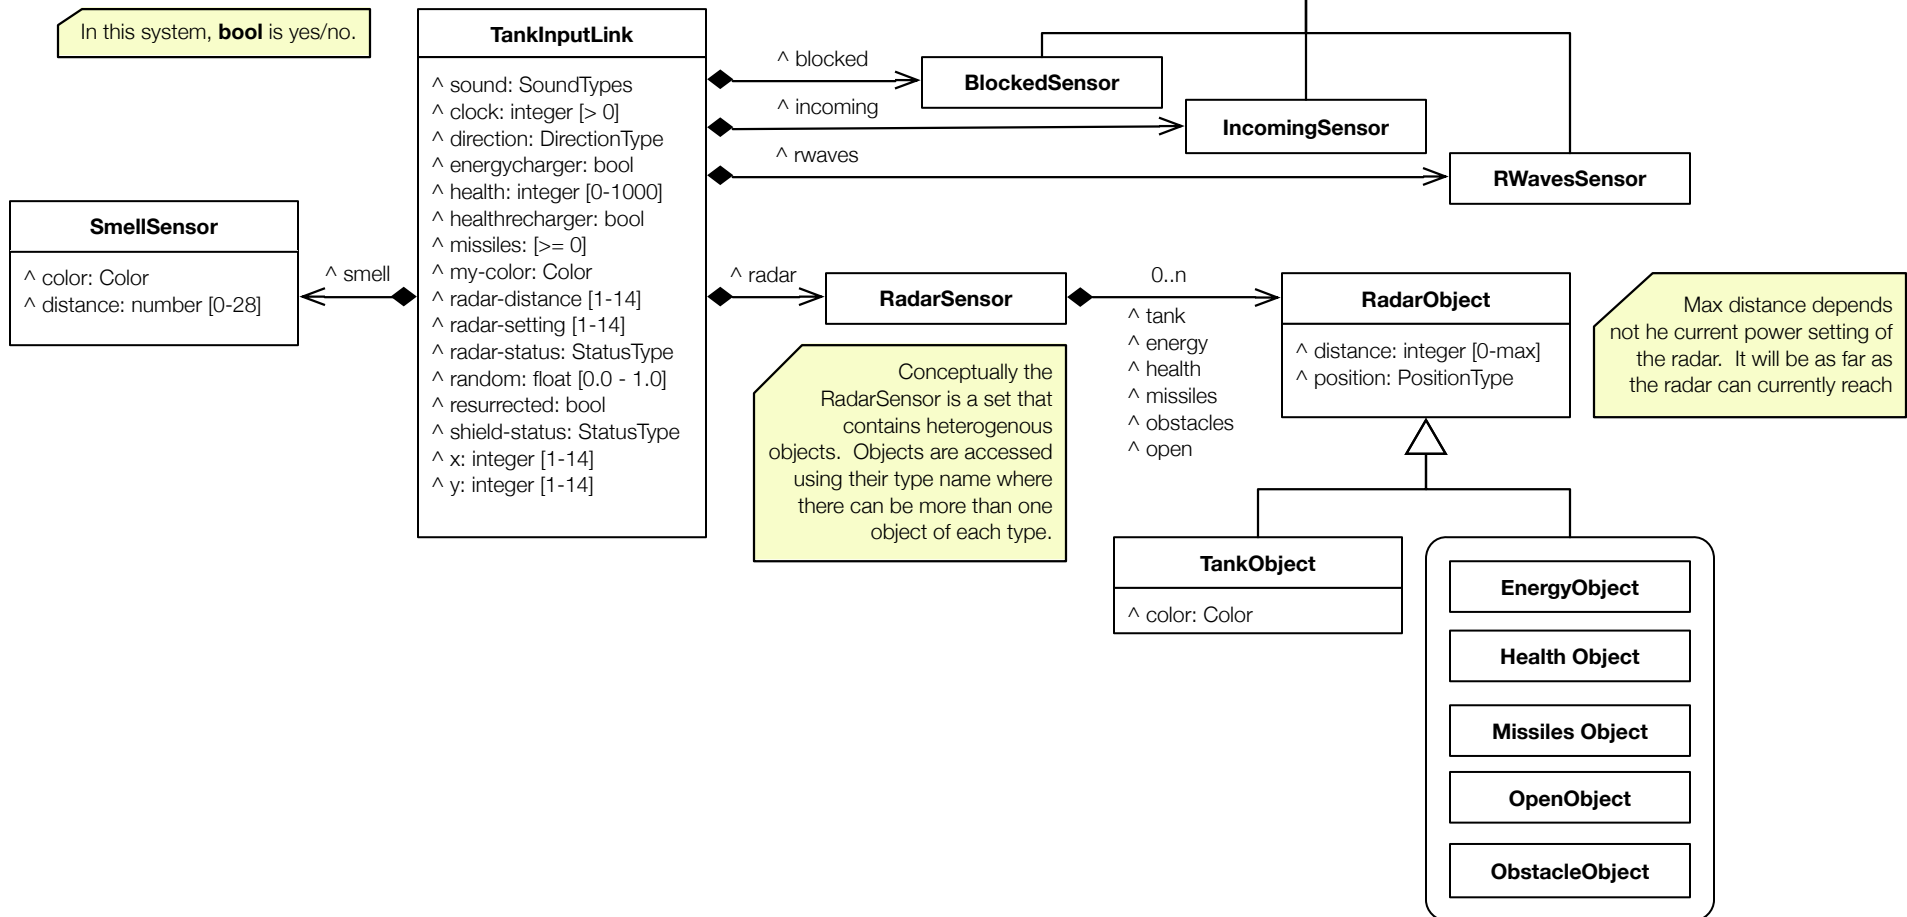 In this system, bool is yes/no.
TankInputLink
^ sound: SoundTypes
^ clock: integer [> 0]
^ direction: DirectionType
^ energycharger: bool
^ health: integer [0-1000]
^ healthrecharger: bool
^ missiles: [>= 0]
^ my-color: Color
^ radar-distance [1-14]
^ radar-setting [1-14]
^ radar-status: StatusType
^ random: float [0.0 - 1.0]
^ resurrected: bool
^ shield-status: StatusType
^ x: integer [1-14]
^ y: integer [1-14]
^ blocked
BlockedSensor
^ incoming
IncomingSensor
^ rwaves
RWavesSensor
SmellSensor
^ color: Color
^ distance: number [0-28]
^ smell
^ radar
RadarSensor
0..n
^ tank
^ energy
^ health
^ missiles
^ obstacles
^ open
RadarObject
^ distance: integer [0-max]
^ position: PositionType
Max distance depends
not he current power setting of
the radar. It will be as far as
the radar can currently reach
Conceptually the
RadarSensor is a set that
contains heterogenous
objects. Objects are accessed
using their type name where
there can be more than one
object of each type.
TankObject
^ color: Color
EnergyObject
Health Object
Missiles Object
OpenObject
ObstacleObject